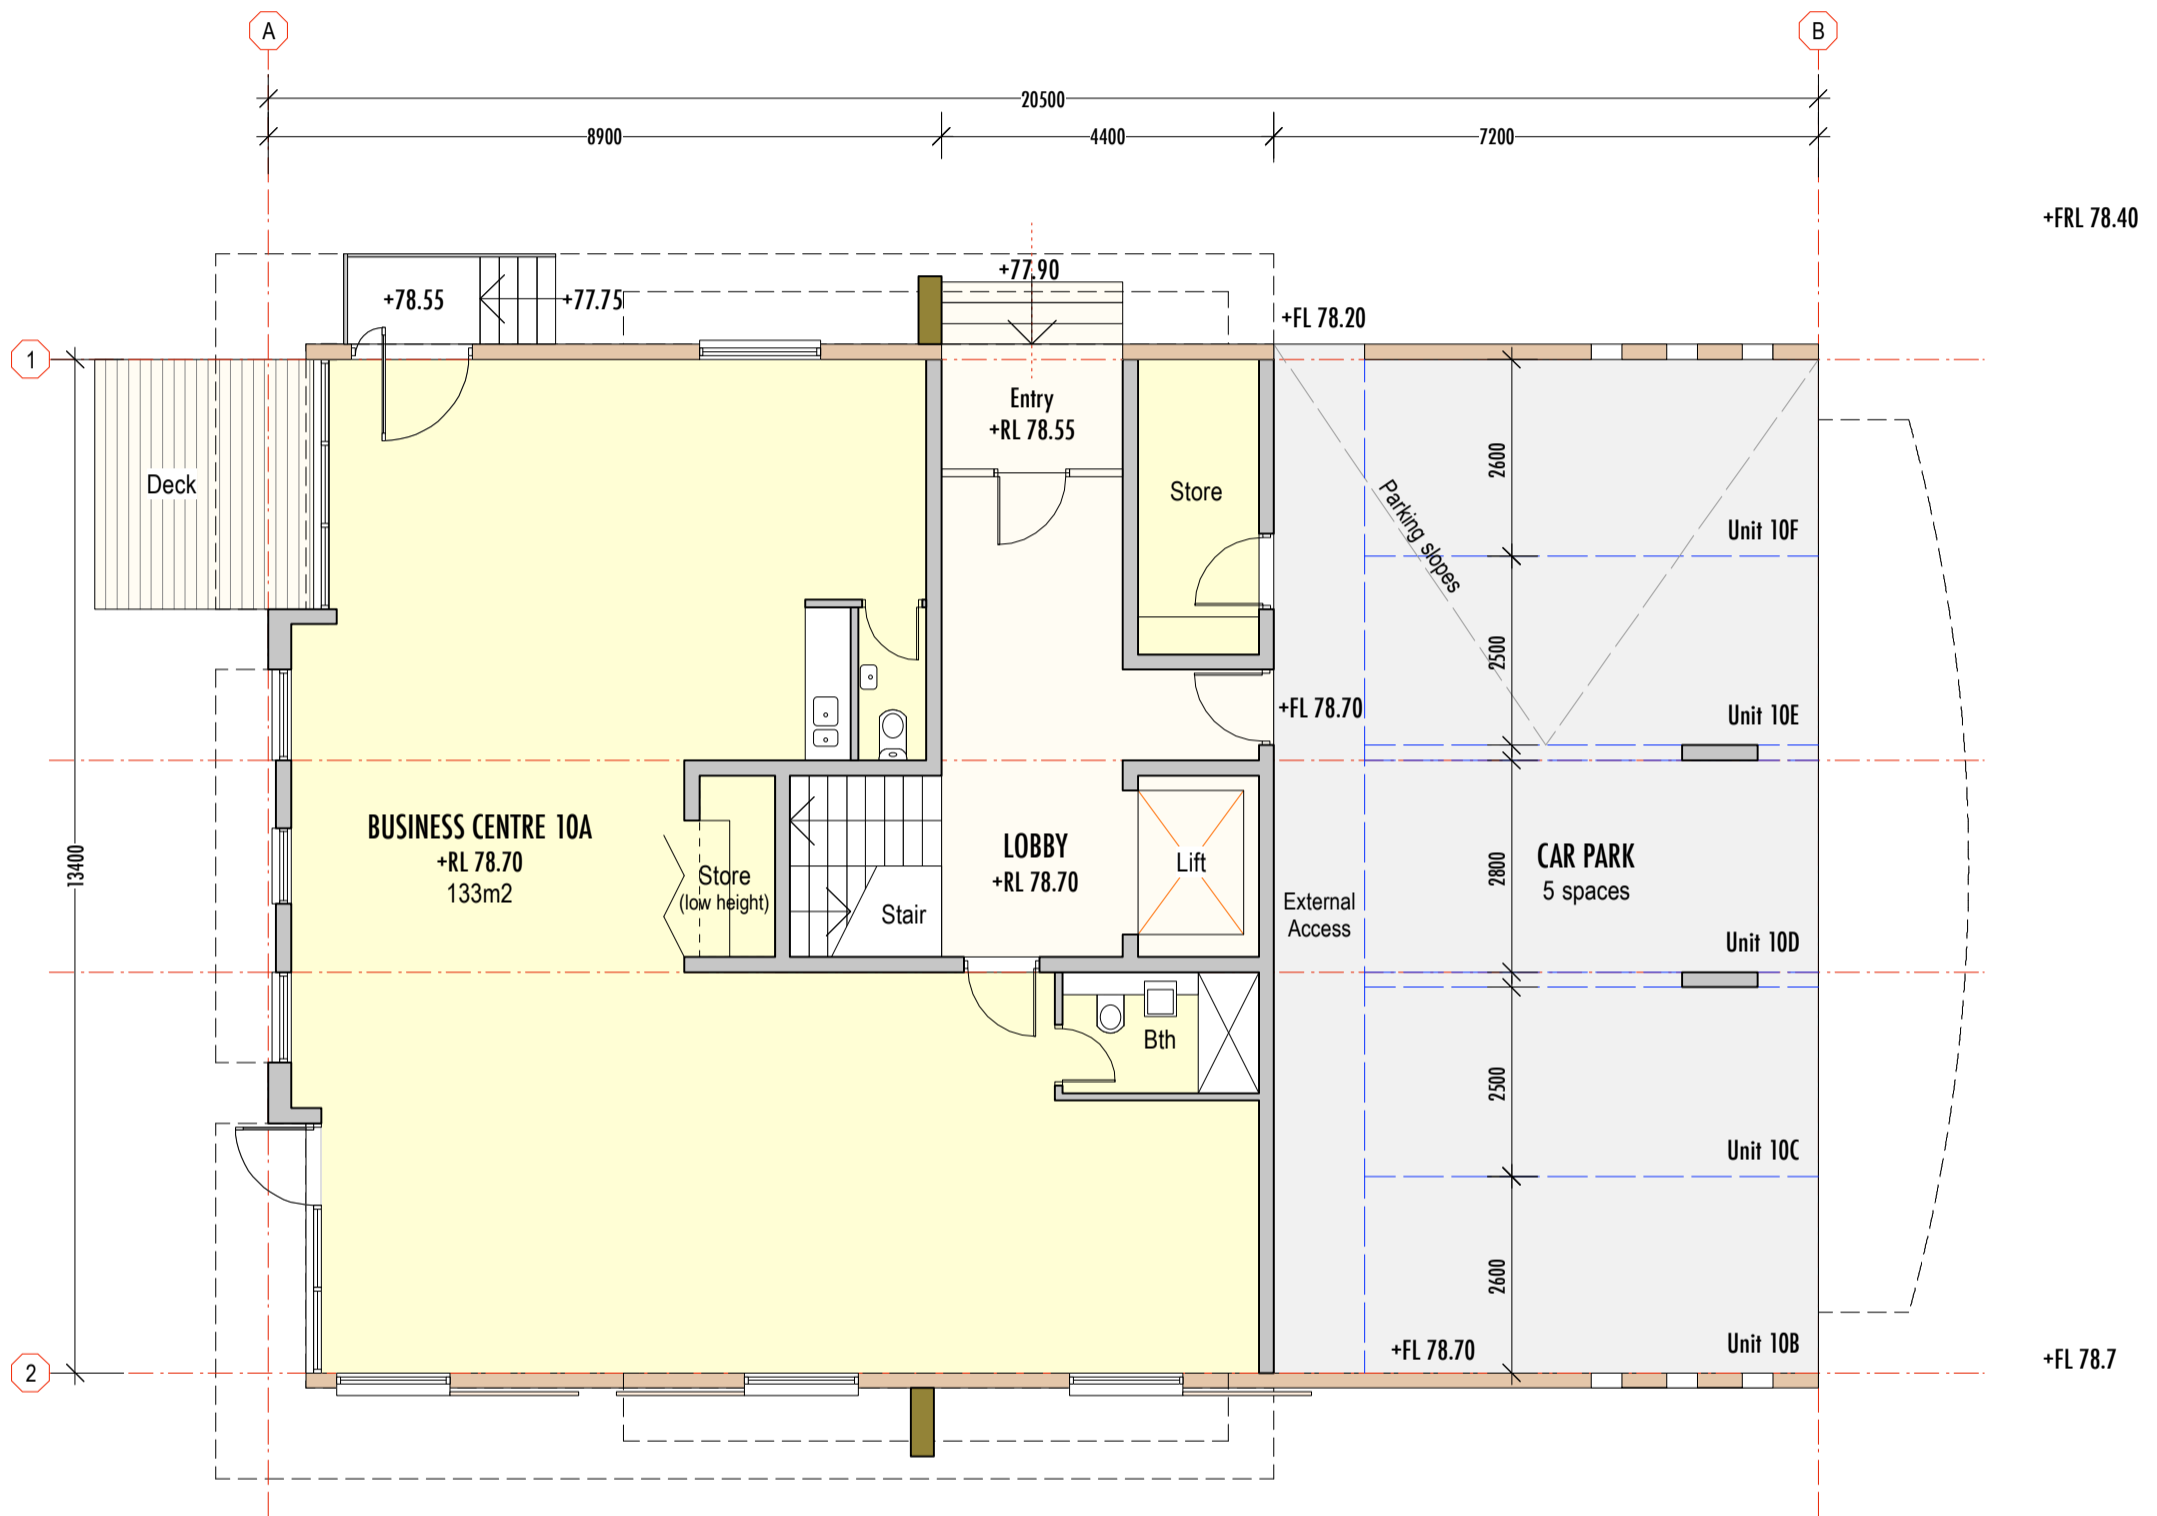 A
B
20500
8900
4400
7200
+FRL 78.40
+77.90
+78.55
+77.75
+FL 78.20
1
Entry
+RL 78.55
2600
Deck
Store
Parking slopes
Unit 10F
2500
+FL 78.70
Unit 10E
BUSINESS CENTRE 10A
+RL 78.70
133m2
13400
Store
(low height)
Stair
LOBBY
+RL 78.70
Lift
External
Access
2800
CAR PARK
5 spaces
Unit 10D
Bth
2500
Unit 10C
2600
+FL 78.70
Unit 10B
+FL 78.7
2